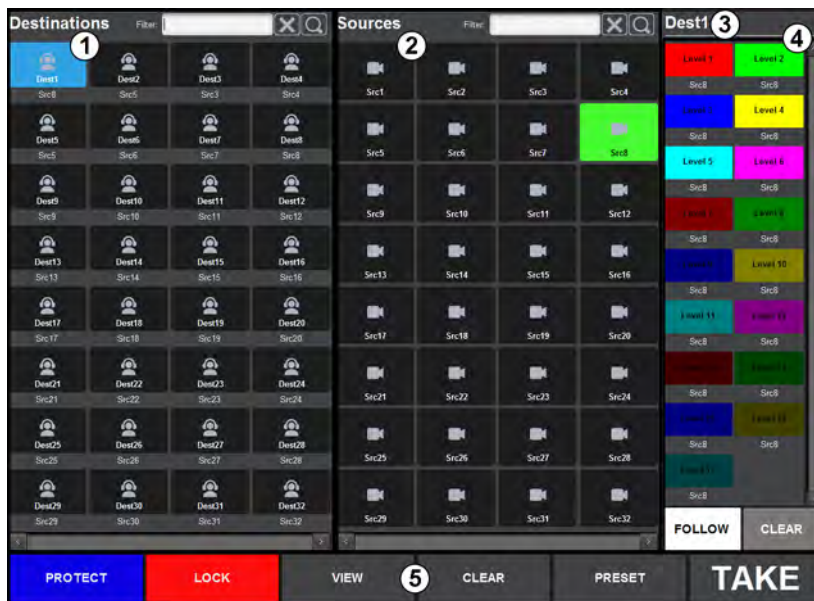 Destinations Filter:
1
Dest1 Dest2 Dest3 Dest4
Src8 Src5 Src3 Src4
Dest5 Dest6 Dest7 Dest8
Src5 Src6 Src7 Src8
Dest9 Dest10 Dest11 Dest12
Src9 Src10 Src11 Src12
Dest13 Dest14 Dest15 Dest16
Src13 Src14 Src15 Src16
Dest17 Dest18 Dest19 Dest20
Src17 Src18 Src19 Src20
Dest21 Dest22 Dest23 Dest24
Src21 Src22 Src23 Src24
Dest25 Dest26 Dest27 Dest28
Src25 Src26 Src27 Src28
Dest29 Dest30 Dest31 Dest32
Src29 Src30 Src31 Src32
Sources Filter:
2
Src1 Src2 Src3 Src4
Src5 Src6 Src7 Src8
Src9 Src10 Src11 Src12
Src13 Src14 Src15 Src16
Src17 Src18 Src19 Src20
Src21 Src22 Src23 Src24
Src25 Src26 Src27 Src28
Src29 Src30 Src31 Src32
Dest1 3
4
Level 1 Level 2
Src8 Src8
Level 4
Src8 Src8
Level 5 Level 6
Src8 Src8
Src8 Src8
Level 10
Src8 Src8
Level 11
Src8 Src8
Src8 Src8
Src8 Src8
Src8
FOLLOW CLEAR
PROTECT LOCK VIEW 5 CLEAR PRESET TAKE